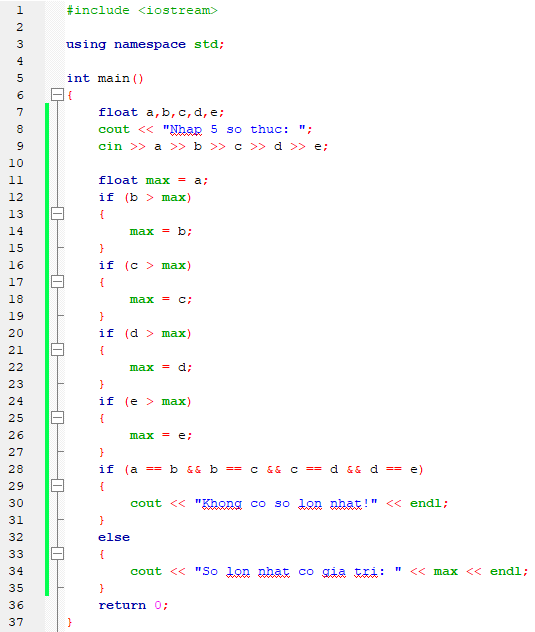 1 #include <iostream>
2
3 using namespace std;
4
5 int main()
6 {
7 float a,b,c,d,e;
8 cout << "Nhap 5 so thuc: ";
9 cin >> a >> b >> c >> d >> e;
10
11 float max = a;
12 if (b > max)
13 {
14 max = b;
15 }
16 if (c > max)
17 {
18 max = c;
19 }
20 if (d > max)
21 {
22 max = d;
23 }
24 if (e > max)
25 {
26 max = e;
27 }
28 if (a == b && b == c && c == d && d == e)
29 {
30 cout << "Khong co so lon nhat!" << endl;
31 }
32 else
33 {
34 cout << "So lon nhat co gia tri: " << max << endl;
35 }
36 return 0;
37 }